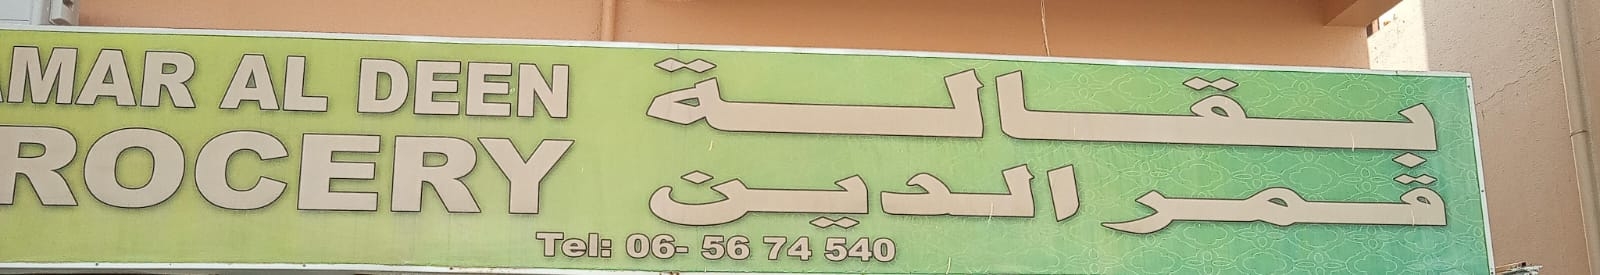 AMAR AL DEEN
ROCERY
بقالة
قمر الدين
Tel: 06- 56 74 540